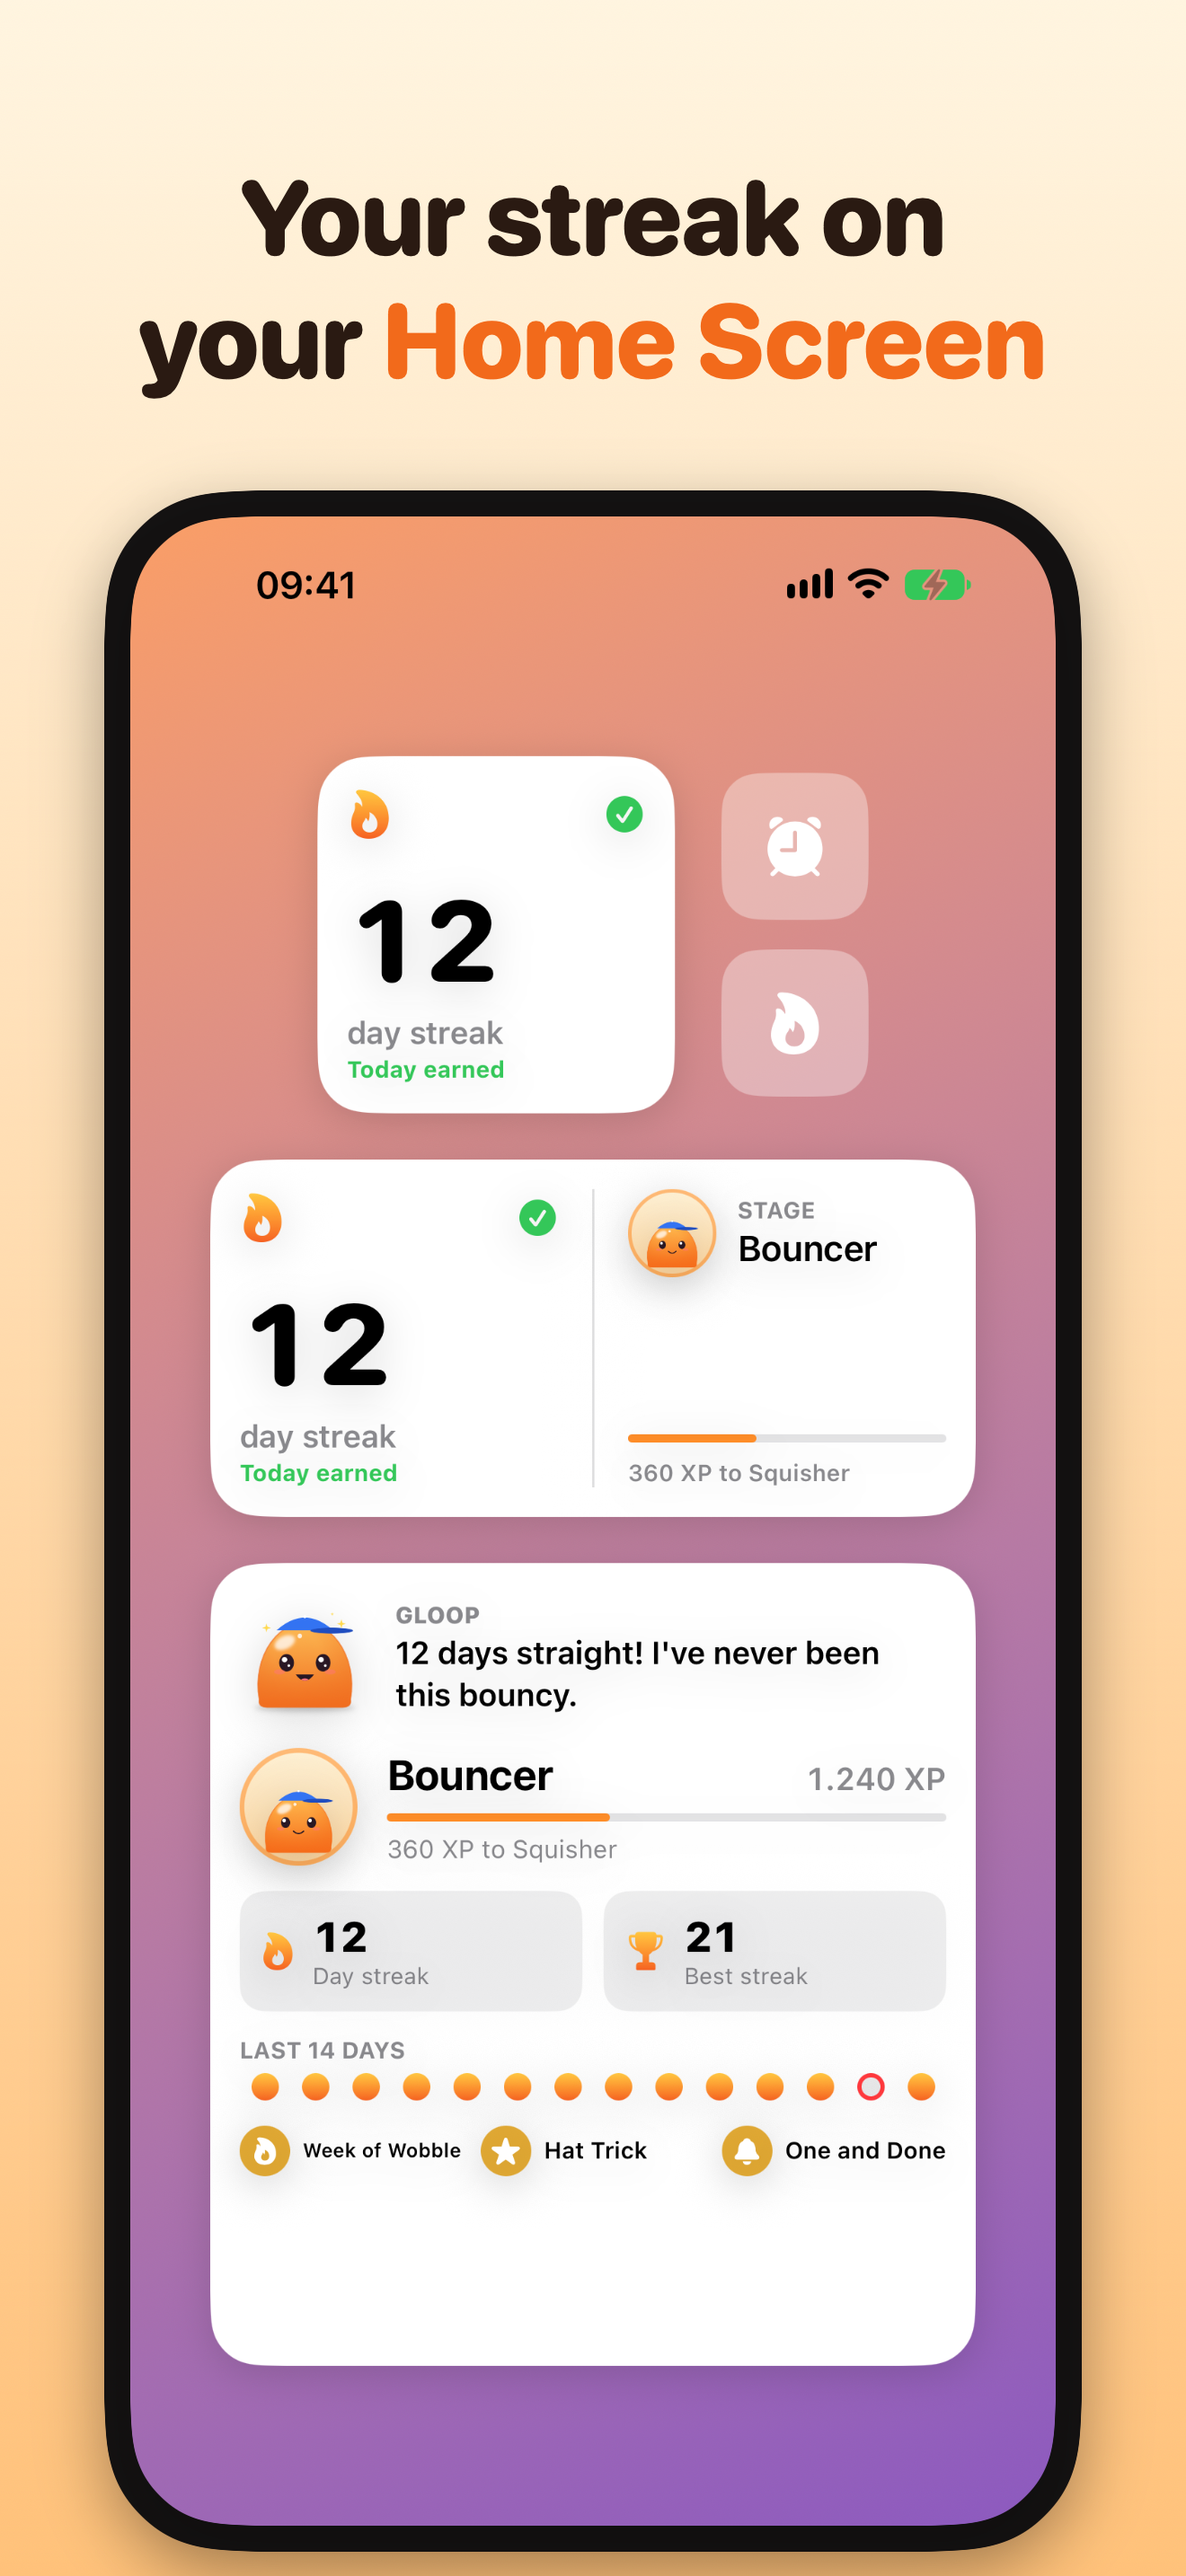 Your streak on
your Home Screen
09:41
12
day streak
Today earned
12
day streak
Today earned
STAGE
Bouncer
360 XP to Squisher
GLOOP
12 days straight! I've never been
this bouncy.
Bouncer
1.240 XP
360 XP to Squisher
12
Day streak
21
Best streak
LAST 14 DAYS
Week of Wobble
Hat Trick
One and Done